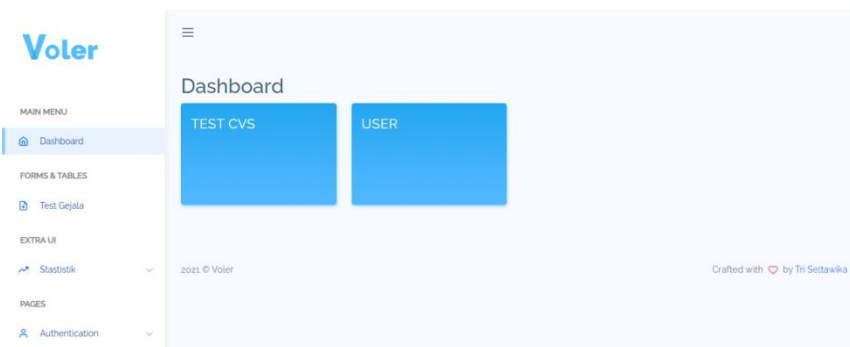 Voler
MAIN MENU
Dashboard
FORMS & TABLES
Test Gejala
EXTRA UI
Stastistik
PAGES
Authentication
Dashboard
TEST CVS
USER
2021 © Voler
Crafted with by Tri Seltawika